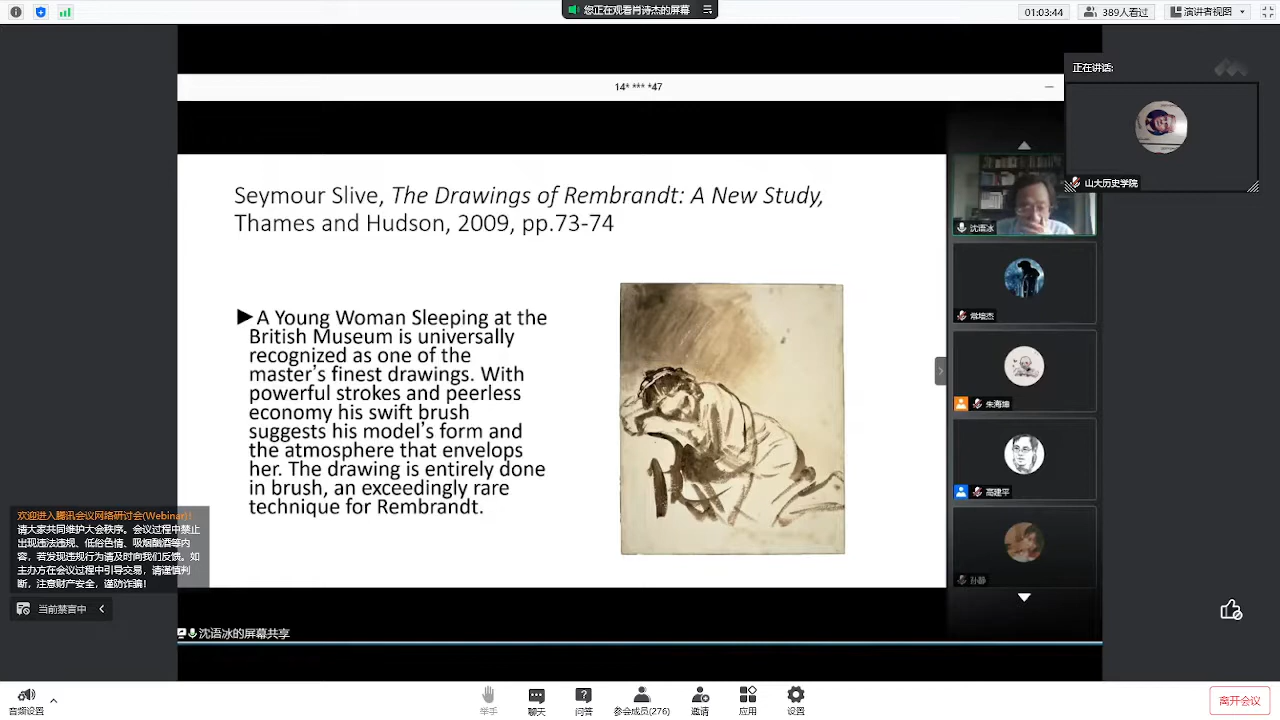 您正在观看肖诗杰的屏幕
01:03:44
389人看过
演讲者视图
14* *** *47
正在讲话:
山大历史学院
Seymour Slive, The Drawings of Rembrandt: A New Study,
Thames and Hudson, 2009, pp.73-74
▶A Young Woman Sleeping at the
British Museum is universally
recognized as one of the
master's finest drawings. With
powerful strokes and peerless
economy his swift brush
suggests his model's form and
the atmosphere that envelops
her. The drawing is entirely done
in brush, an exceedingly rare
technique for Rembrandt.
沈语冰
常培杰
高建平
孙静
欢迎进入腾讯会议网络研讨会(Webinar)!
请大家共同维护大会秩序。会议过程中禁止
出现违法违规、低俗色情、吸烟酗酒等内
容，若发现违规行为请及时向我们反馈。如
主办方在会议过程中引导交易，请谨慎判
断，注意财产安全，谨防诈骗!
当前禁言中
沈语冰的屏幕共享
音频设置
举手
聊天
问答
参会成员(276)
邀请
应用
设置
离开会议